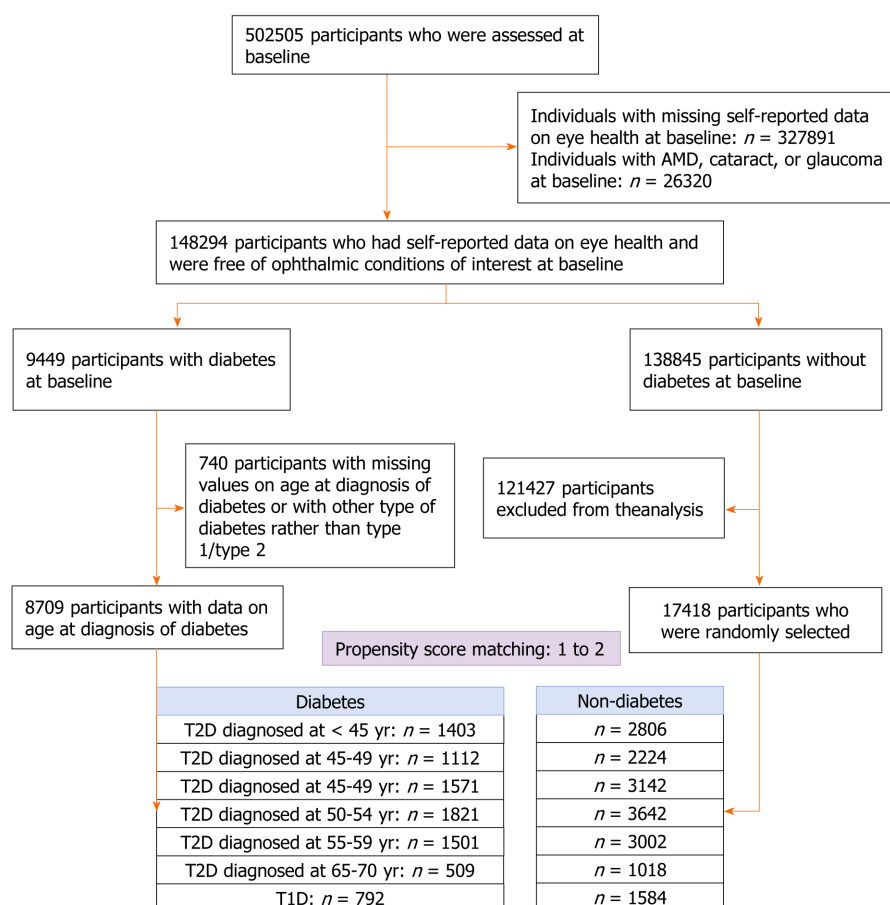 502505 participants who were assessed at
baseline
Individuals with missing self-reported data
on eye health at baseline: n = 327891
Individuals with AMD, cataract, or glaucoma
at baseline: n = 26320
148294 participants who had self-reported data on eye health and
were free of ophthalmic conditions of interest at baseline
9449 participants with diabetes
at baseline
138845 participants without
diabetes at baseline
740 participants with missing
values on age at diagnosis of
diabetes or with other type of
diabetes rather than type
1/type 2
121427 participants
excluded from theanalysis
8709 participants with data on
age at diagnosis of diabetes
17418 participants who
were randomly selected
Propensity score matching: 1 to 2
Diabetes
T2D diagnosed at < 45 yr: n = 1403
T2D diagnosed at 45-49 yr: n = 1112
T2D diagnosed at 45-49 yr: n = 1571
T2D diagnosed at 50-54 yr: n = 1821
T2D diagnosed at 55-59 yr: n = 1501
T2D diagnosed at 65-70 yr: n = 509
T1D: n = 792
Non-diabetes
n = 2806
n = 2224
n = 3142
n = 3642
n = 3002
n = 1018
n = 1584